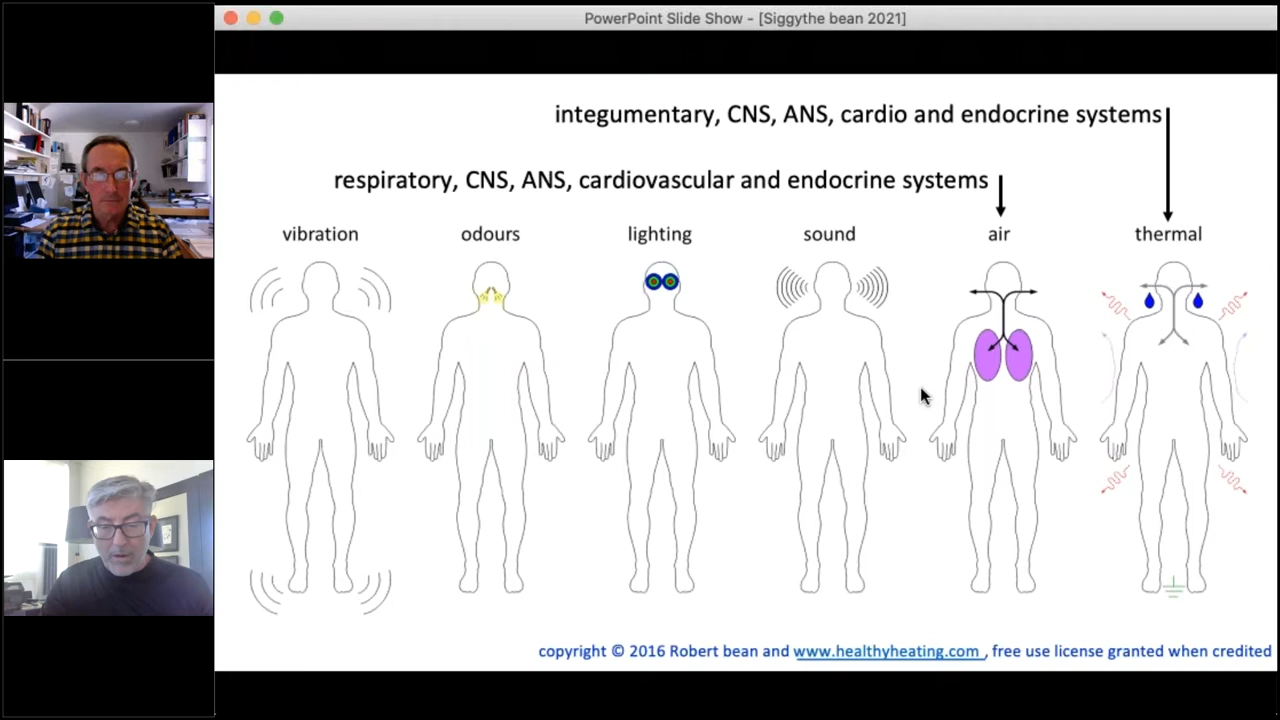 PowerPoint Slide Show - [Siggythe bean 2021]
integumentary, CNS, ANS, cardio and endocrine systems
respiratory, CNS, ANS, cardiovascular and endocrine systems
vibration odours lighting sound air thermal
copyright © 2016 Robert bean and www.healthyheating.com , free use license granted when credited